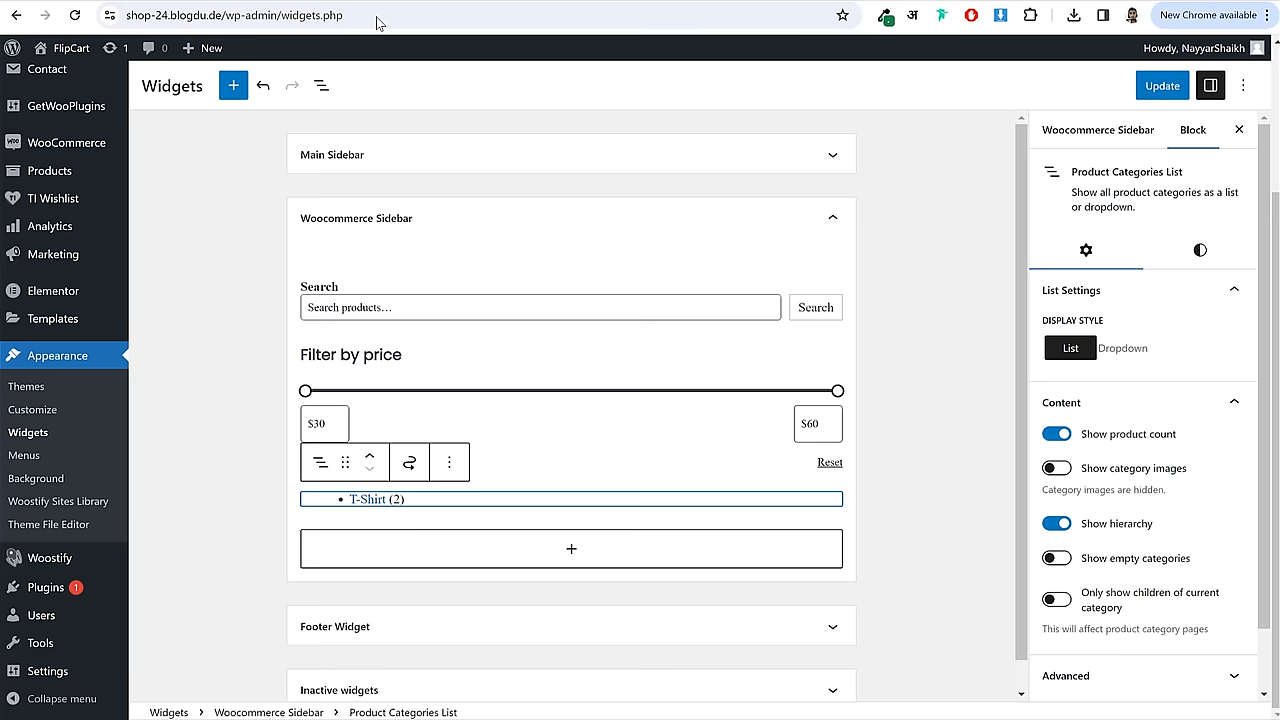 shop-24.blogdu.de/wp-admin/widgets.php
अ
New Chrome available
FlipCart
1
0
New
Howdy, NayyarShaikh
Contact
GetWooPlugins
WooCommerce
Products
TI Wishlist
Analytics
Marketing
Elementor
Templates
Appearance
Themes
Customize
Widgets
Menus
Background
Woostify Sites Library
Theme File Editor
Woostify
Plugins 1
Users
Tools
Settings
Collapse menu
Widgets
Update
Main Sidebar
Woocommerce Sidebar
Search
Search products…
Search
Filter by price
$30
$60
Reset
• T-Shirt (2)
Footer Widget
Inactive widgets
Woocommerce Sidebar
Block
Product Categories List
Show all product categories as a list
or dropdown.
List Settings
DISPLAY STYLE
List
Dropdown
Content
Show product count
Show category images
Category images are hidden.
Show hierarchy
Show empty categories
Only show children of current
category
This will affect product category pages
Advanced
Widgets > Woocommerce Sidebar > Product Categories List